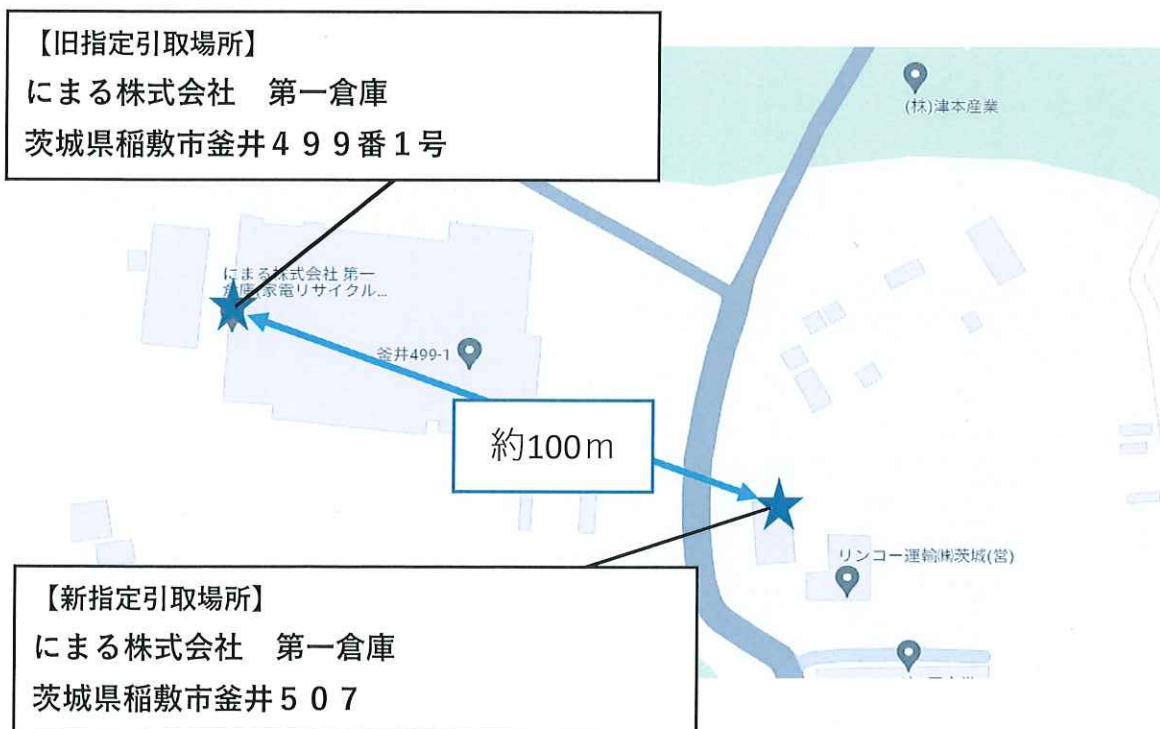 【旧指定引取場所】
にまる株式会社　第一倉庫
茨城県稲敷市釜井４９９番１号
(株)津本産業
にまる株式会社 第一
倉庫(家電リサイクル...
釜井499-1
約100ｍ
リンコー運輸㈱茨城(営)
【新指定引取場所】
にまる株式会社　第一倉庫
茨城県稲敷市釜井５０７